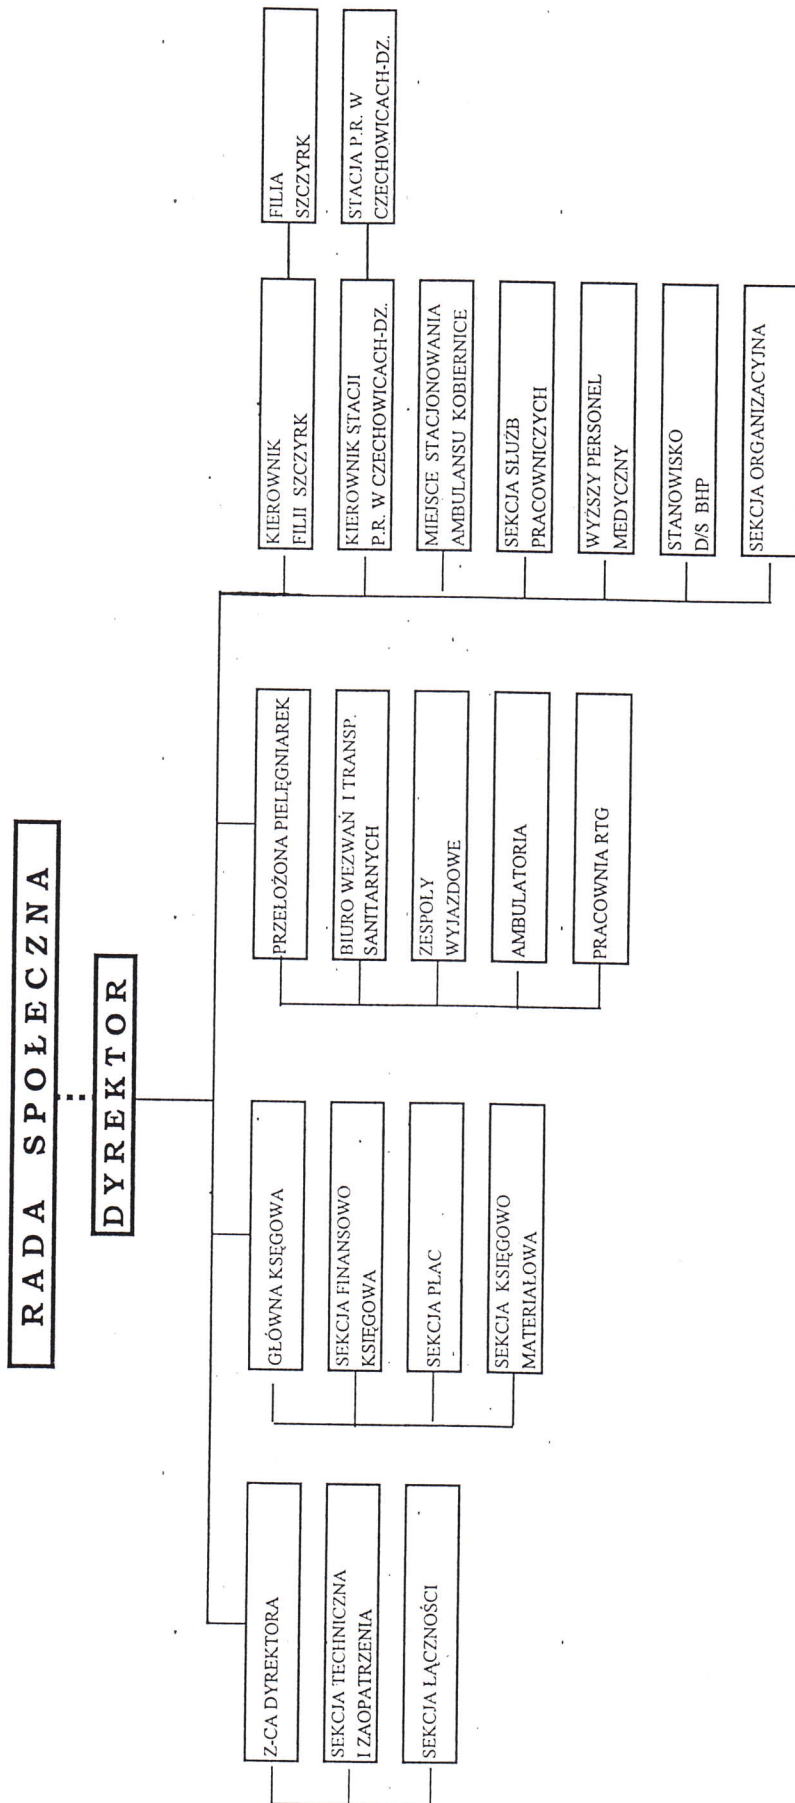 RADA SPOŁECZNA
DYREKTOR
Z-CA DYREKTORA
SEKCJA TECHNICZNA
I ZAOPATRZENIA
SEKCJA ŁĄCZNOŚCI
GŁÓWNA KSĘGOWA
SEKCJA FINANSOWO
KSIĘGOWA
SEKCJA PŁAC
SEKCJA KSIĘGOWO
MATERIAŁOWA
PRZEŁOŻONA PIELĘGNIAREK
BIURO WEZWAŃ I TRANSP.
SANITARNYCH
ZESPOŁY
WYJAZDOWE
AMBULATORIA
PRACOWNIA RTG
KIEROWNIK
FILII SZCZYRK
KIEROWNIK STACJI
P.R. W CZECHOWICACH-DZ.
MIEJSCE STACJONOWANIA
AMBULANSU KOBIERNICE
SEKCJA SŁUŻB
PRACOWNICZYCH
WYŻSZY PERSONEL
MEDYCZNY
STANOWISKO
D/S BHP
SEKCJA ORGANIZACYJNA
FILIA
SZCZYRK
STACJA P.R. W
CZECHOWICACH-DZ.